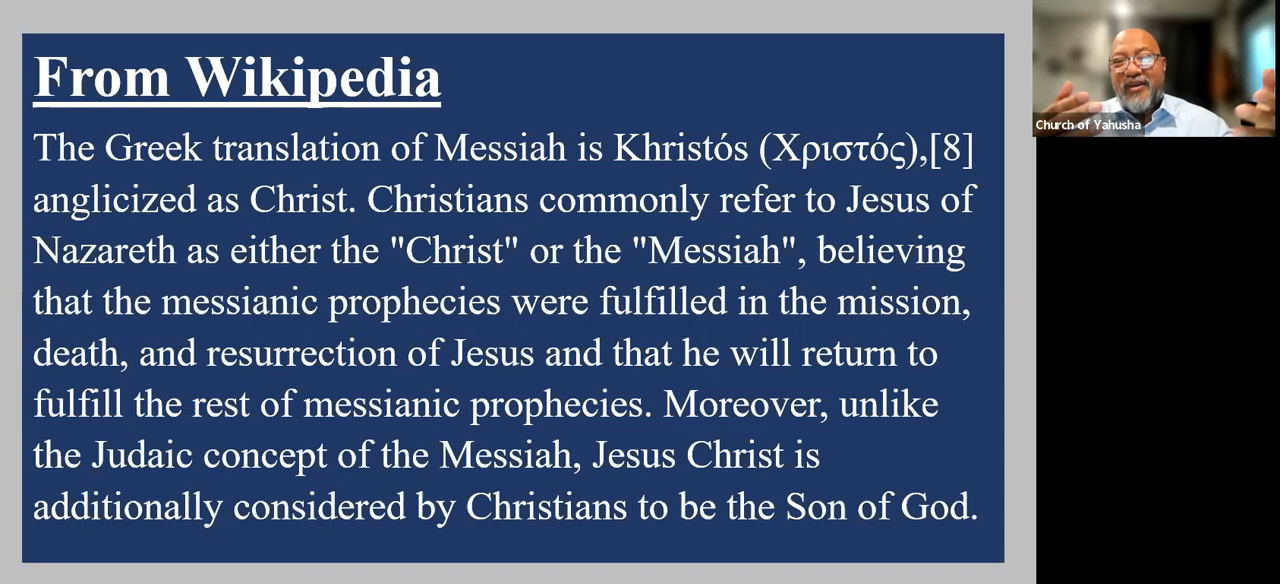 From Wikipedia
The Greek translation of Messiah is Khristós (Χριστός),[8]
anglicized as Christ. Christians commonly refer to Jesus of
Nazareth as either the "Christ" or the "Messiah", believing
that the messianic prophecies were fulfilled in the mission,
death, and resurrection of Jesus and that he will return to
fulfill the rest of messianic prophecies. Moreover, unlike
the Judaic concept of the Messiah, Jesus Christ is
additionally considered by Christians to be the Son of God.
Church of Yahusha